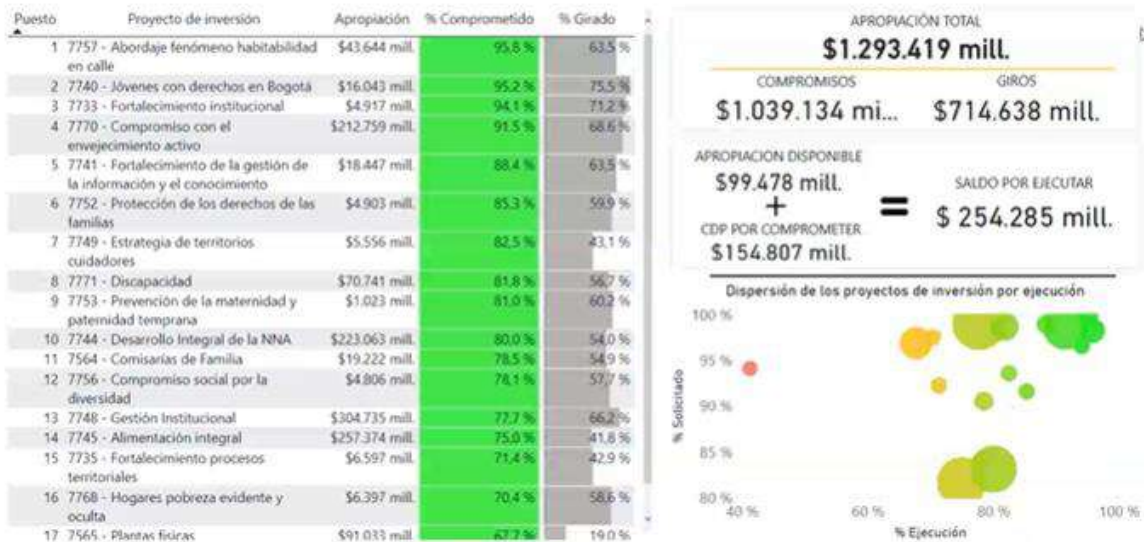 Puesto Proyecto de inversión Apropiación % Comprometido % Girado
1 7757 - Abordaje fenómeno habitabilidad $43.644 mill. 95.8 % 63,5 %
en calle
2 7740 - Jóvenes con derechos en Bogotá $16.043 mill. 95.2 % 75,5 %
3 7733 - Fortalecimiento institucional $4.917 mill. 94,1 % 71.2 %
4 7770 - Compromiso con el $212.759 mill. 91.5 % 68.6 %
envejecimiento activo
5 7741 - Fortalecimiento de la gestión de $18.447 mill. 88.4 % 63,5 %
la información y el conocimiento
6 7752 - Protección de los derechos de las $4.903 mill. 85.3 % 59.9 %
familias
7 7749 - Estrategia de territorios $5.556 mill. 82,5 % 43,1 %
cuidadores
8 7771 - Discapacidad $70.741 mill. 81.8 % 56,7 %
9 7753 - Prevención de la maternidad y $1.023 mill. 81.0 % 60,2 %
paternidad temprana
10 7744 - Desarrollo Integral de la NNA $223.063 mill. 80.0 % 54,0 %
11 7564 - Comisarías de Familia $19.222 mill. 78,5 % 54,9 %
12 7756 - Compromiso social por la $4.806 mill. 78,1 % 57,7 %
diversidad
13 7748 - Gestión Institucional $304.735 mill. 77.7 % 66.2 %
14 7745 - Alimentación integral $257.374 mill. 75.0 % 41,8 %
15 7735 - Fortalecimiento procesos $6.597 mill. 71,4 % 42,9 %
territoriales
16 7768 - Hogares pobreza evidente y $6.397 mill. 70.4 % 58,6 %
oculta
17 7565 - Plantas físicas $91.033 mill. 67.7 % 19.0 %
APROPIACIÓN TOTAL
$1.293.419 mill.
COMPROMISOS GIROS
$1.039.134 mi... $714.638 mill.
APROPIACION DISPONIBLE
$99.478 mill.
+
CDP POR COMPROMETER
$154.807 mill.
=
SALDO POR EJECUTAR
$ 254.285 mill.
Dispersión de los proyectos de inversión por ejecución
% Solicitado
100 %
95 %
90 %
85 %
80 %
40 % 60 % 80 % 100 %
% Ejecución